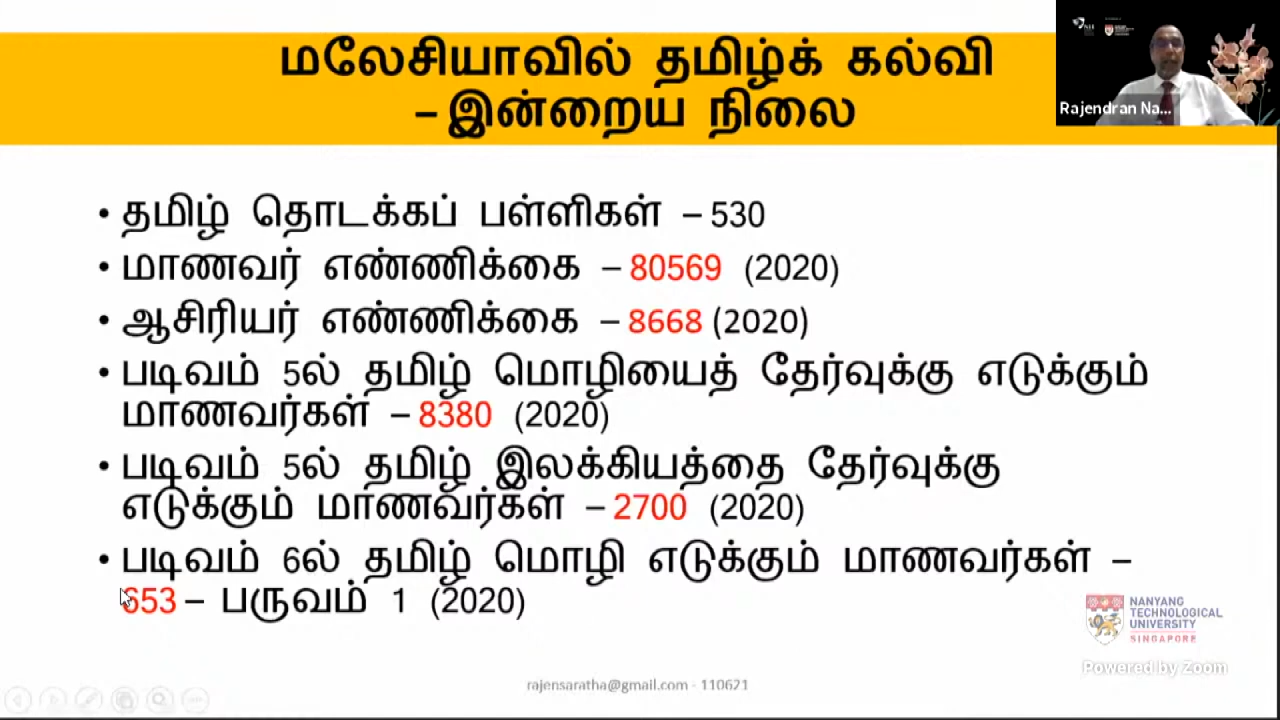 மலேசியாவில் தமிழ்க் கல்வி
–இன்றைய நிலை
Rajendran Na...
• தமிழ் தொடக்கப் பள்ளிகள் – 530
• மாணவர் எண்ணிக்கை – 80569 (2020)
• ஆசிரியர் எண்ணிக்கை – 8668 (2020)
• படிவம் 5ல் தமிழ் மொழியைத் தேர்வுக்கு எடுக்கும்
மாணவர்கள் – 8380 (2020)
• படிவம் 5ல் தமிழ் இலக்கியத்தை தேர்வுக்கு
எடுக்கும் மாணவர்கள் – 2700 (2020)
• படிவம் 6ல் தமிழ் மொழி எடுக்கும் மாணவர்கள் –
653 – பருவம் 1 (2020)
NANYANG
TECHNOLOGICAL
UNIVERSITY
SINGAPORE
Powered by Zoom
rajensaratha@gmail.com - 110621